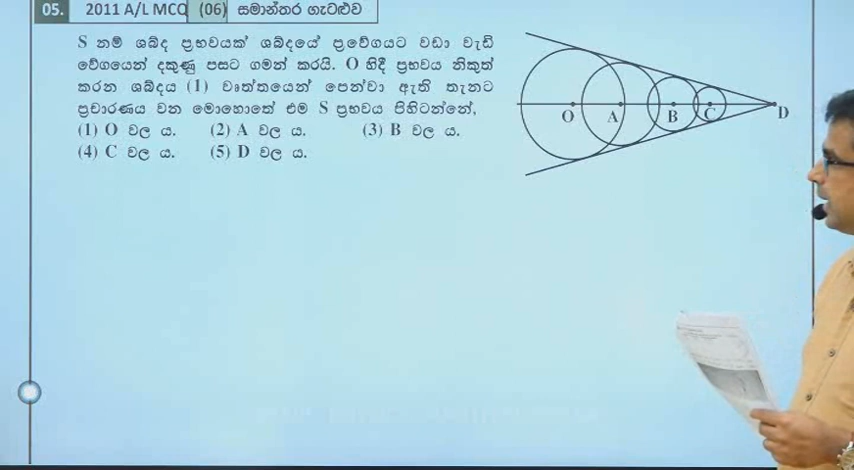 05. 2011 A/L MCQ (06) සමාන්තර ගැටළුව
S නම් ශබ්ද ප්‍රභවයක් ශබ්දයේ ප්‍රවේගයට වඩා වැඩි
වේගයෙන් දකුණු පසට ගමන් කරයි. O හිදී ප්‍රභවය නිකුත්
කරන ශබ්දය (1) වෘත්තයෙන් පෙන්වා ඇති තැනට
ප්‍රචාරණය වන මොහොතේ එම S ප්‍රභවය පිහිටන්නේ,
(1) O වල ය. (2) A වල ය. (3) B වල ය.
(4) C වල ය. (5) D වල ය.
O A B C D